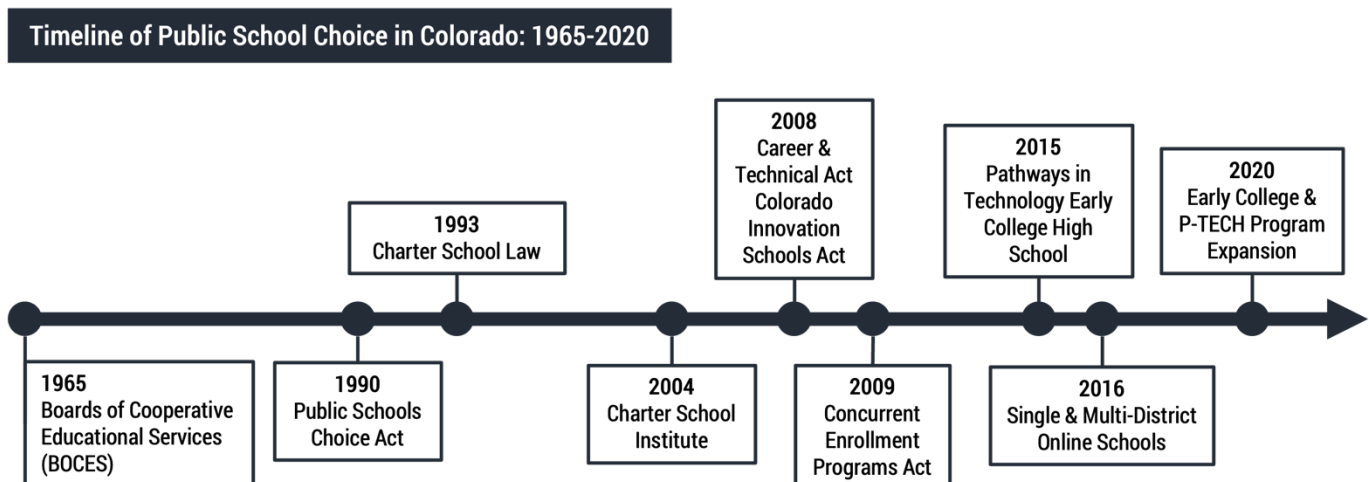 Timeline of Public School Choice in Colorado: 1965-2020
1965
Boards of Cooperative
Educational Services
(BOCES)
1990
Public Schools
Choice Act
1993
Charter School Law
2004
Charter School
Institute
2008
Career &
Technical Act
Colorado
Innovation
Schools Act
2009
Concurrent
Enrollment
Programs Act
2015
Pathways in
Technology Early
College High
School
2016
Single & Multi-District
Online Schools
2020
Early College &
P-TECH Program
Expansion